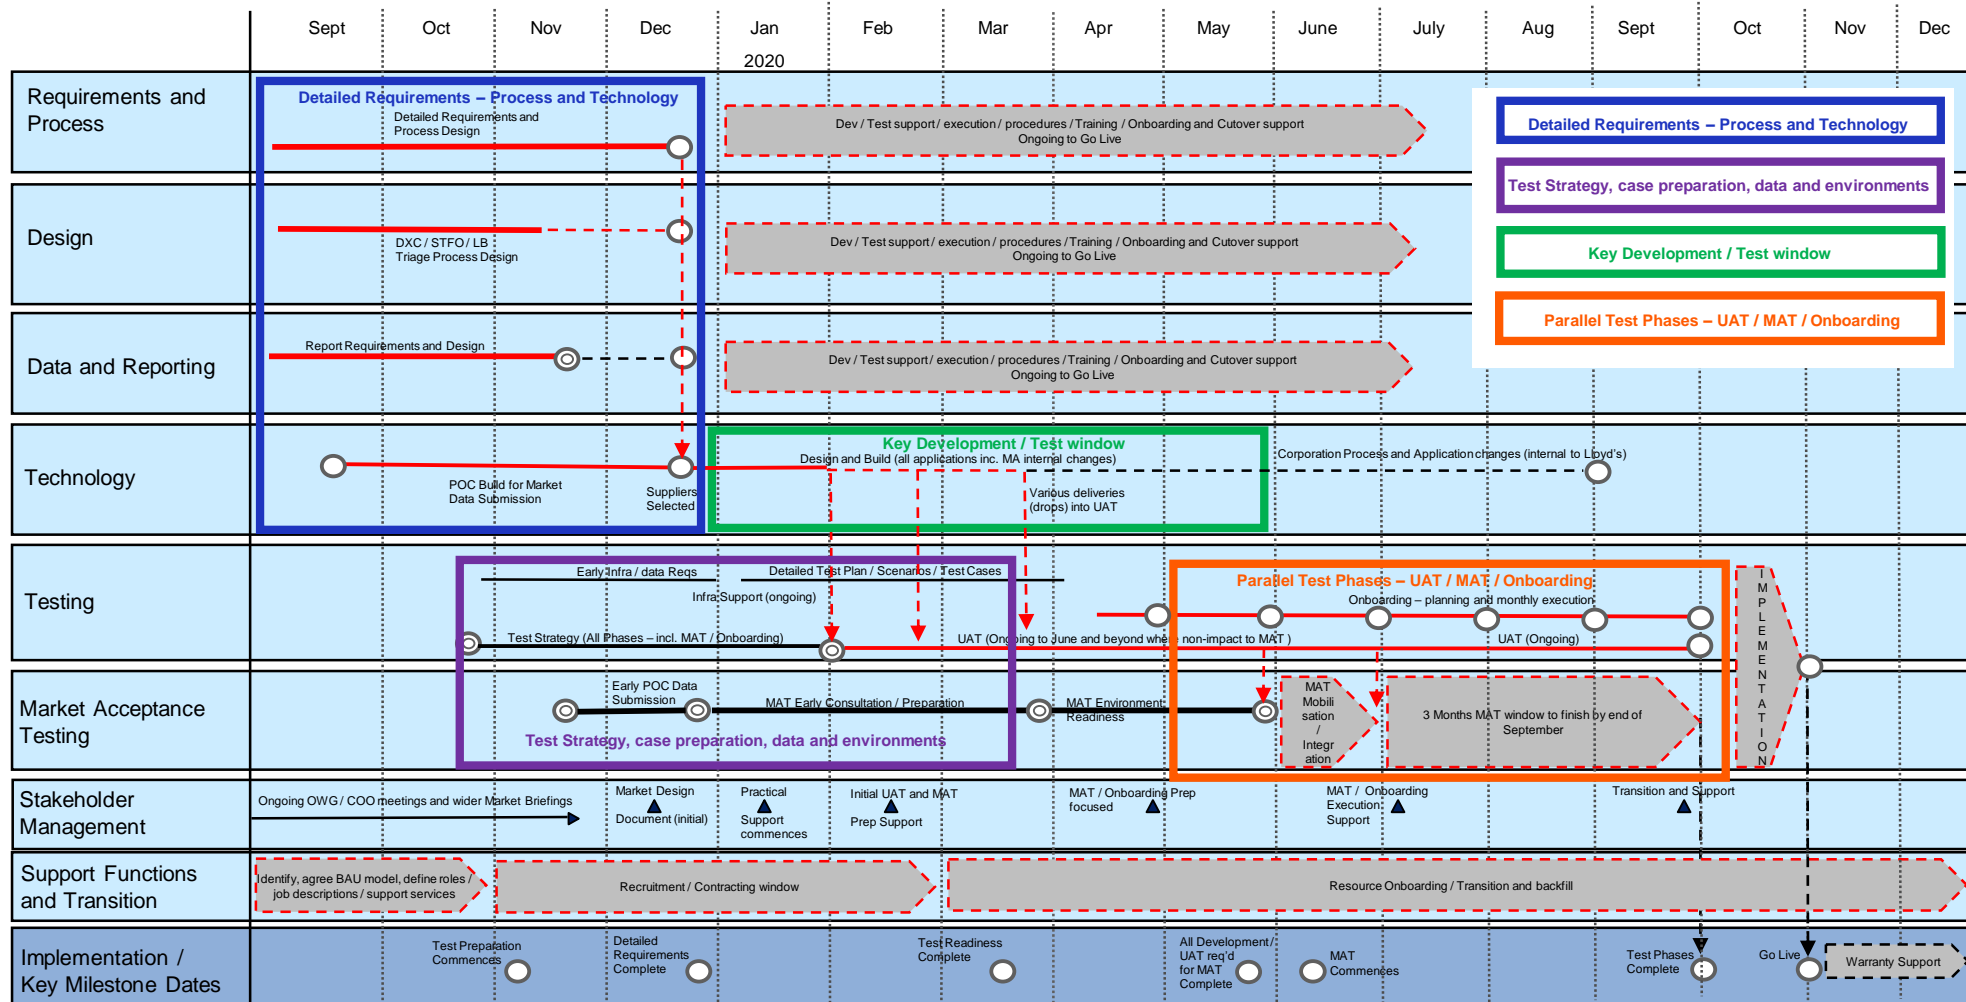 Sept Oct Nov Dec Jan Feb Mar Apr May June July Aug Sept Oct Nov Dec
2020
Requirements and
Process
Detailed Requirements – Process and Technology
Detailed Requirements and
Process Design
Dev / Test support / execution / procedures / Training / Onboarding and Cutover support
Ongoing to Go Live
Detailed Requirements – Process and Technology
Test Strategy, case preparation, data and environments
Key Development / Test window
Parallel Test Phases – UAT / MAT / Onboarding
Design
DXC / STFO / LB
Triage Process Design
Dev / Test support / execution / procedures / Training / Onboarding and Cutover support
Ongoing to Go Live
Data and Reporting
Report Requirements and Design
Dev / Test support / execution / procedures / Training / Onboarding and Cutover support
Ongoing to Go Live
Technology
POC Build for Market
Data Submission
Suppliers
Selected
Key Development / Test window
Design and Build (all applications inc. MA internal changes)
Various deliveries
(drops) into UAT
Corporation Process and Application changes (internal to Lloyd's)
Testing
Early Infra / data Reqs
Detailed Test Plan / Scenarios / Test Cases
Infra Support (ongoing)
Test Strategy (All Phases – incl. MAT / Onboarding)
UAT (Ongoing to June and beyond where non-impact to MAT )
Parallel Test Phases – UAT / MAT / Onboarding
Onboarding – planning and monthly execution
UAT (Ongoing)
IMPLEMENTATION
Market Acceptance
Testing
Early POC Data
Submission
MAT Early Consultation / Preparation
MAT Environment
Readiness
Test Strategy, case preparation, data and environments
MAT
Mobili
sation
/
Integr
ation
3 Months MAT window to finish by end of
September
Stakeholder
Management
Ongoing OWG / COO meetings and wider Market Briefings
Market Design
Document (initial)
Practical
Support
commences
Initial UAT and MAT
Prep Support
MAT / Onboarding Prep
focused
MAT / Onboarding
Execution
Support
Transition and Support
Support Functions
and Transition
Identify, agree BAU model, define roles /
job descriptions / support services
Recruitment / Contracting window
Resource Onboarding / Transition and backfill
Implementation /
Key Milestone Dates
Test Preparation
Commences
Detailed
Requirements
Complete
Test Readiness
Complete
All Development /
UAT req'd
for MAT
Complete
MAT
Commences
Test Phases
Complete
Go Live
Warranty Support